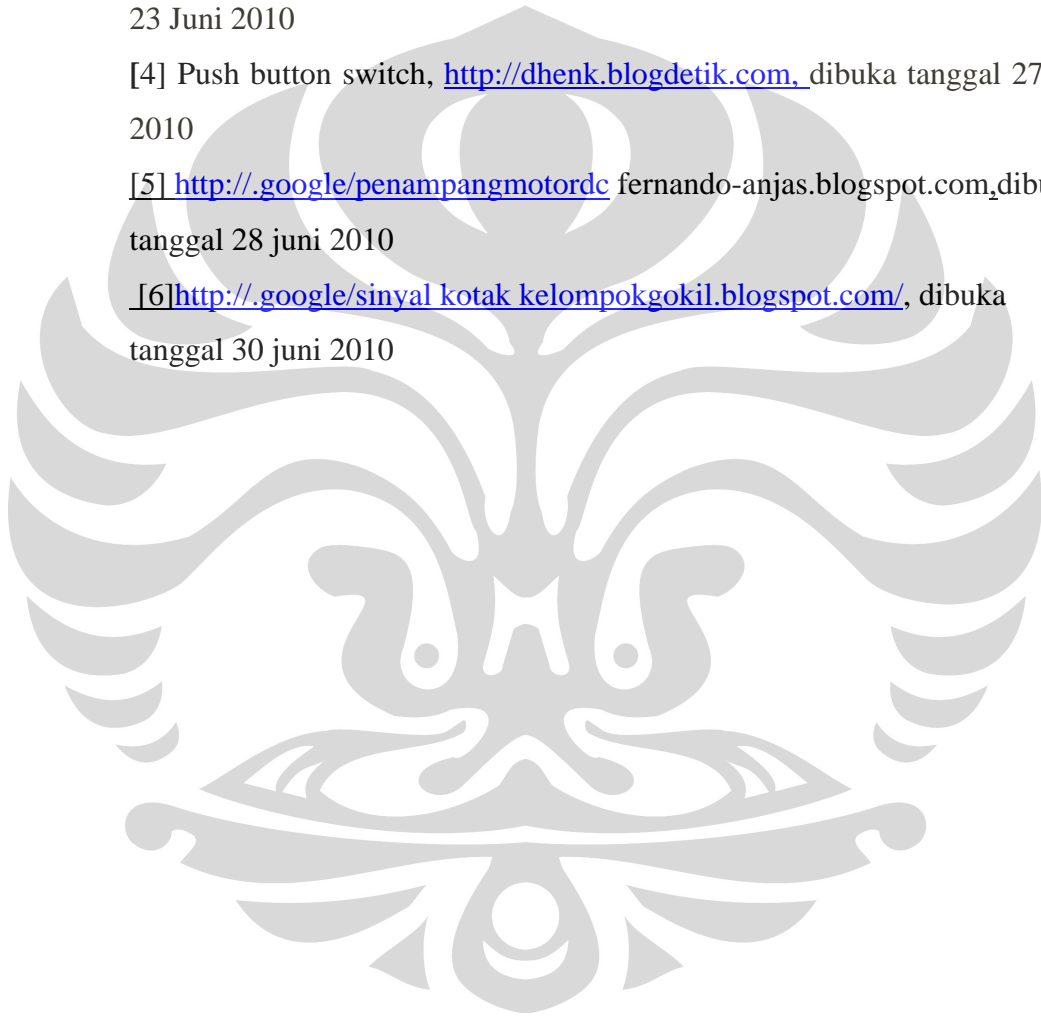 23 Juni 2010
[4] Push button switch, http://dhenk.blogdetik.com, dibuka tanggal 27
2010
[5] http://.google/penampangmotordc fernando-anjas.blogspot.com,
tanggal 28 juni 2010
[6]http://.google/sinyal kotak kelompokgokil.blogspot.com/, dibuka
tanggal 30 juni 2010